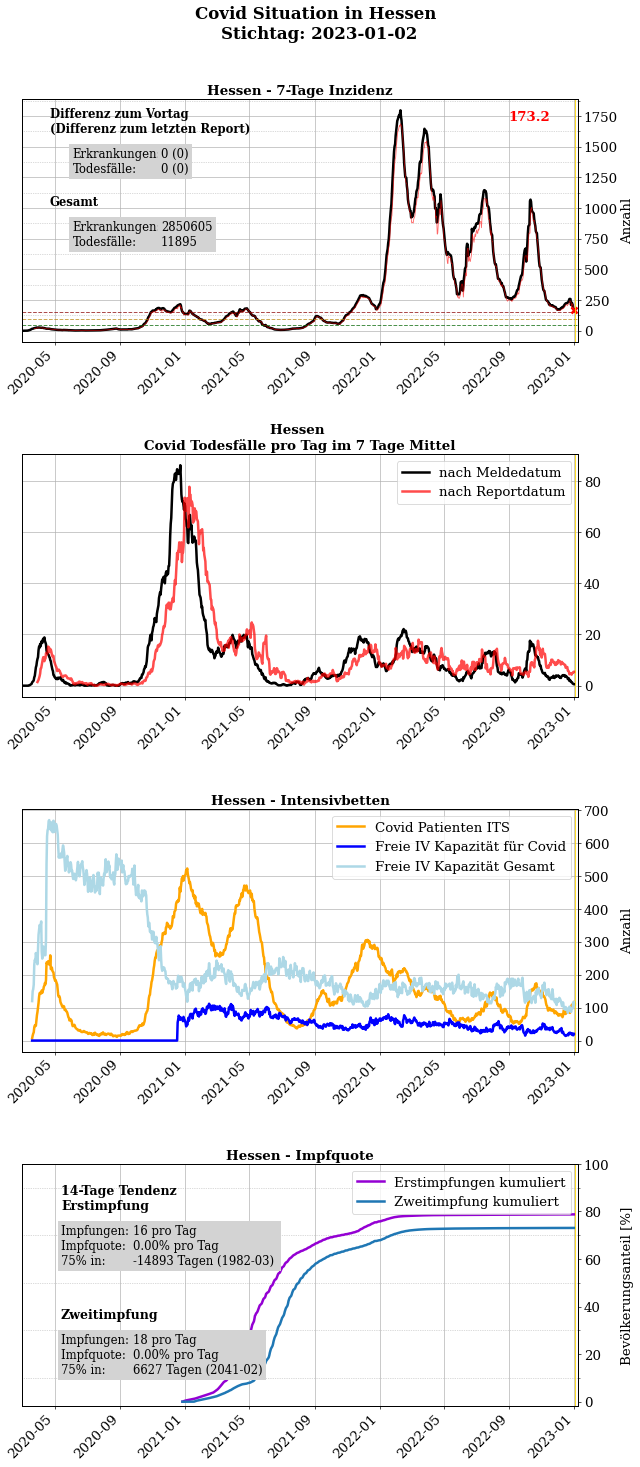 Covid Situation in Hessen
Stichtag: 2023-01-02
Hessen - 7-Tage Inzidenz
Differenz zum Vortag
(Differenz zum letzten Report)
Erkrankungen 0 (0)
Todesfälle: 0 (0)
Gesamt
Erkrankungen 2850605
Todesfälle: 11895
173.2
1750
1500
1250
1000
750
500
250
0
Anzahl
2020-05
2020-09
2021-01
2021-05
2021-09
2022-01
2022-05
2022-09
2023-01
Hessen
Covid Todesfälle pro Tag im 7 Tage Mittel
nach Meldedatum
nach Reportdatum
80
60
40
20
0
2020-05
2020-09
2021-01
2021-05
2021-09
2022-01
2022-05
2022-09
2023-01
Hessen - Intensivbetten
Covid Patienten ITS
Freie IV Kapazität für Covid
Freie IV Kapazität Gesamt
700
600
500
400
300
200
100
0
Anzahl
2020-05
2020-09
2021-01
2021-05
2021-09
2022-01
2022-05
2022-09
2023-01
Hessen - Impfquote
14-Tage Tendenz
Erstimpfung
Impfungen: 16 pro Tag
Impfquote: 0.00% pro Tag
75% in: -14893 Tagen (1982-03)
Zweitimpfung
Impfungen: 18 pro Tag
Impfquote: 0.00% pro Tag
75% in: 6627 Tagen (2041-02)
Erstimpfungen kumuliert
Zweitimpfung kumuliert
100
80
60
40
20
0
Bevölkerungsanteil [%]
2020-05
2020-09
2021-01
2021-05
2021-09
2022-01
2022-05
2022-09
2023-01